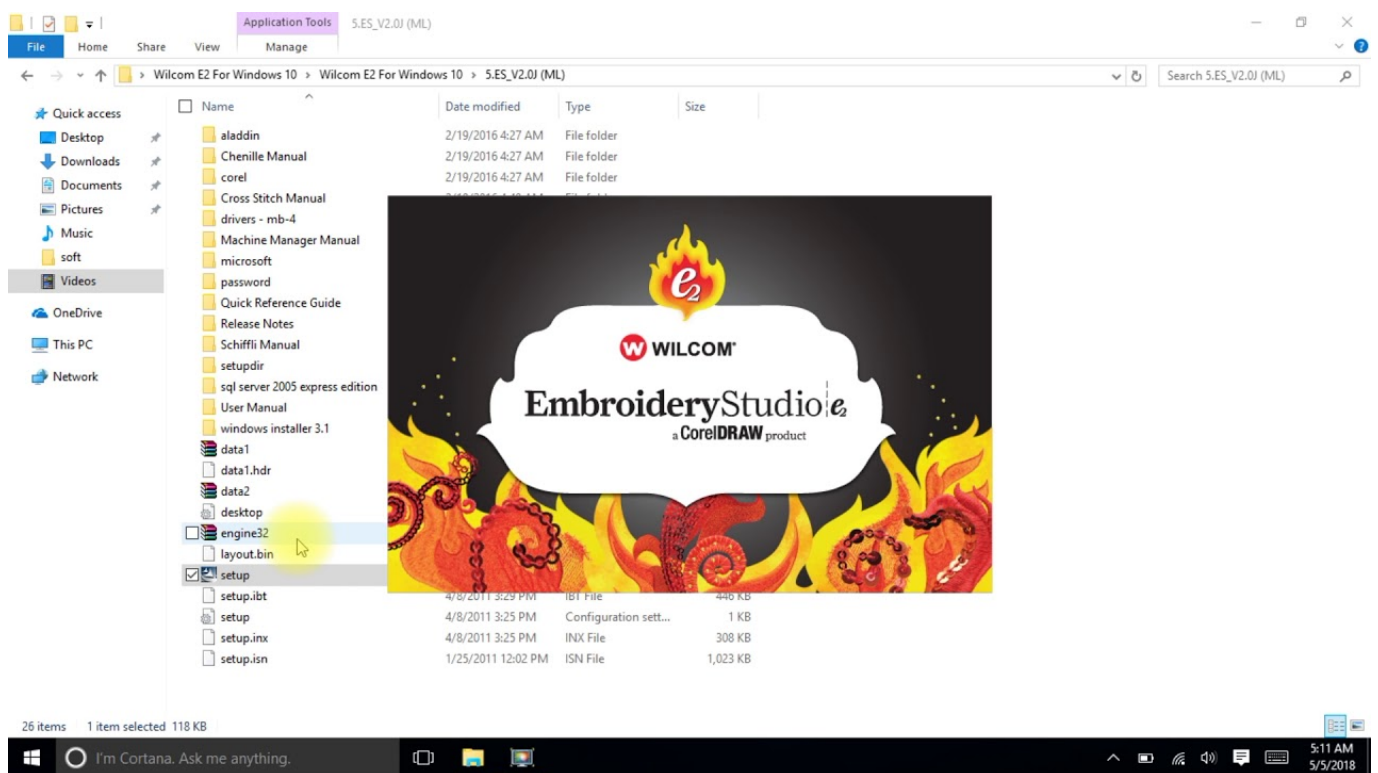 Application Tools 5.ES_V2.0J (ML)
File Home Share View Manage
Wilcom E2 For Windows 10 › Wilcom E2 For Windows 10 › 5.ES_V2.0J (ML)
Search 5.ES_V2.0J (ML)
Quick access
Desktop
Downloads
Documents
Pictures
Music
soft
Videos
OneDrive
This PC
Network
Name Date modified Type Size
aladdin 2/19/2016 4:27 AM File folder
Chenille Manual 2/19/2016 4:27 AM File folder
corel 2/19/2016 4:27 AM File folder
Cross Stitch Manual
drivers - mb-4
Machine Manager Manual
microsoft
password
Quick Reference Guide
Release Notes
Schiffli Manual
setupdir
sql server 2005 express edition
User Manual
windows installer 3.1
data1
data1.hdr
data2
desktop
engine32
layout.bin
setup
setup.ibt 4/8/2011 3:29 PM IBT File 446 KB
setup 4/8/2011 3:25 PM Configuration sett... 1 KB
setup.inx 4/8/2011 3:25 PM INX File 308 KB
setup.isn 1/25/2011 12:02 PM ISN File 1,023 KB
e2
W WILCOM
EmbroideryStudio e2
a CorelDRAW product
26 items 1 item selected 118 KB
I'm Cortana. Ask me anything.
5:11 AM
5/5/2018